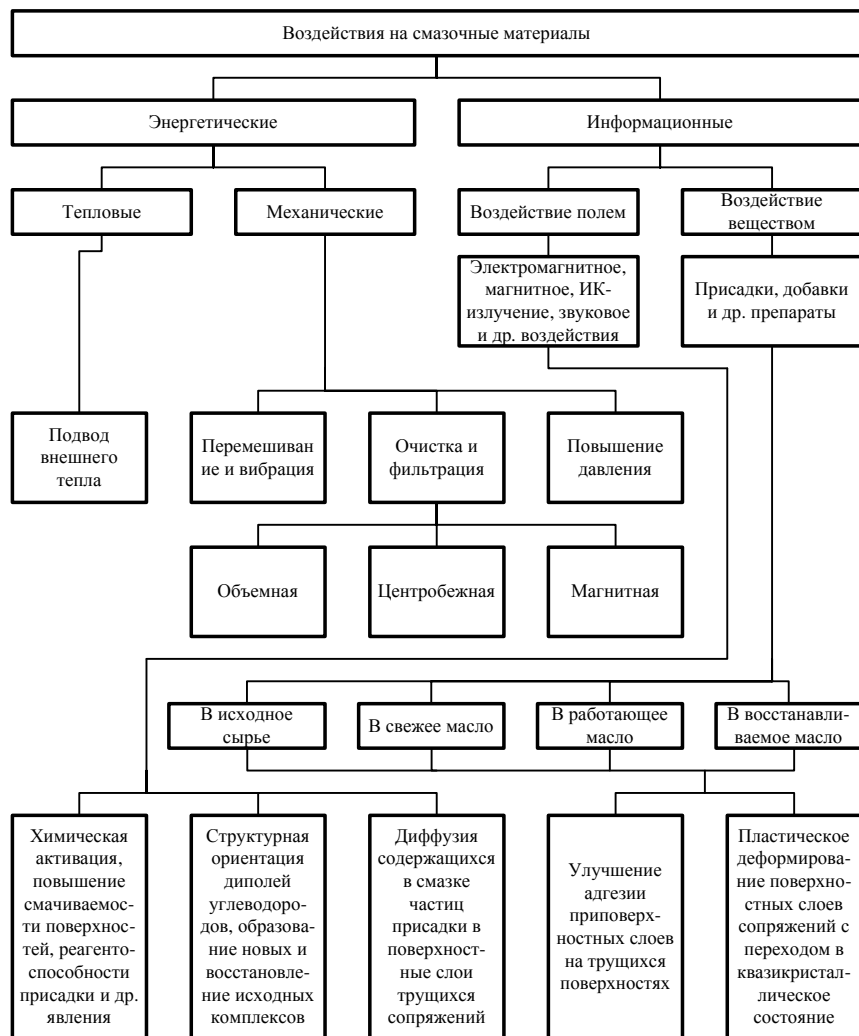 Воздействия на смазочные материалы
Энергетические
Информационные
Тепловые
Механические
Воздействие полем
Воздействие
веществом
Электромагнитное,
магнитное, ИК-
излучение, звуковое
и др. воздействия
Присадки, добавки
и др. препараты
Подвод
внешнего
тепла
Перемешиван
ие и вибрация
Очистка и
фильтрация
Повышение
давления
Объемная
Центробежная
Магнитная
В исходное
сырье
В свежее масло
В работающее
масло
В восстанавли-
ваемое масло
Химическая
активация,
повышение
смачиваемос
ти поверхнос-
тей, реагенто-
способности
присадки и др.
явления
Структурная
ориентация
диполей
углеводоро-
дов, образова-
ние новых и
восстановле-
ние исходных
комплексов
Диффузия
содержащихся
в смазке
частиц
присадки в
поверхност-
ные слои
трущихся
сопряжений
Улучшение
адгезии
приповерх-
ностных слоев
на трущихся
поверхностях
Пластическое
деформирова-
ние поверхно-
стных слоев
сопряжений с
переходом в
квазикристал-
лическое
состояние